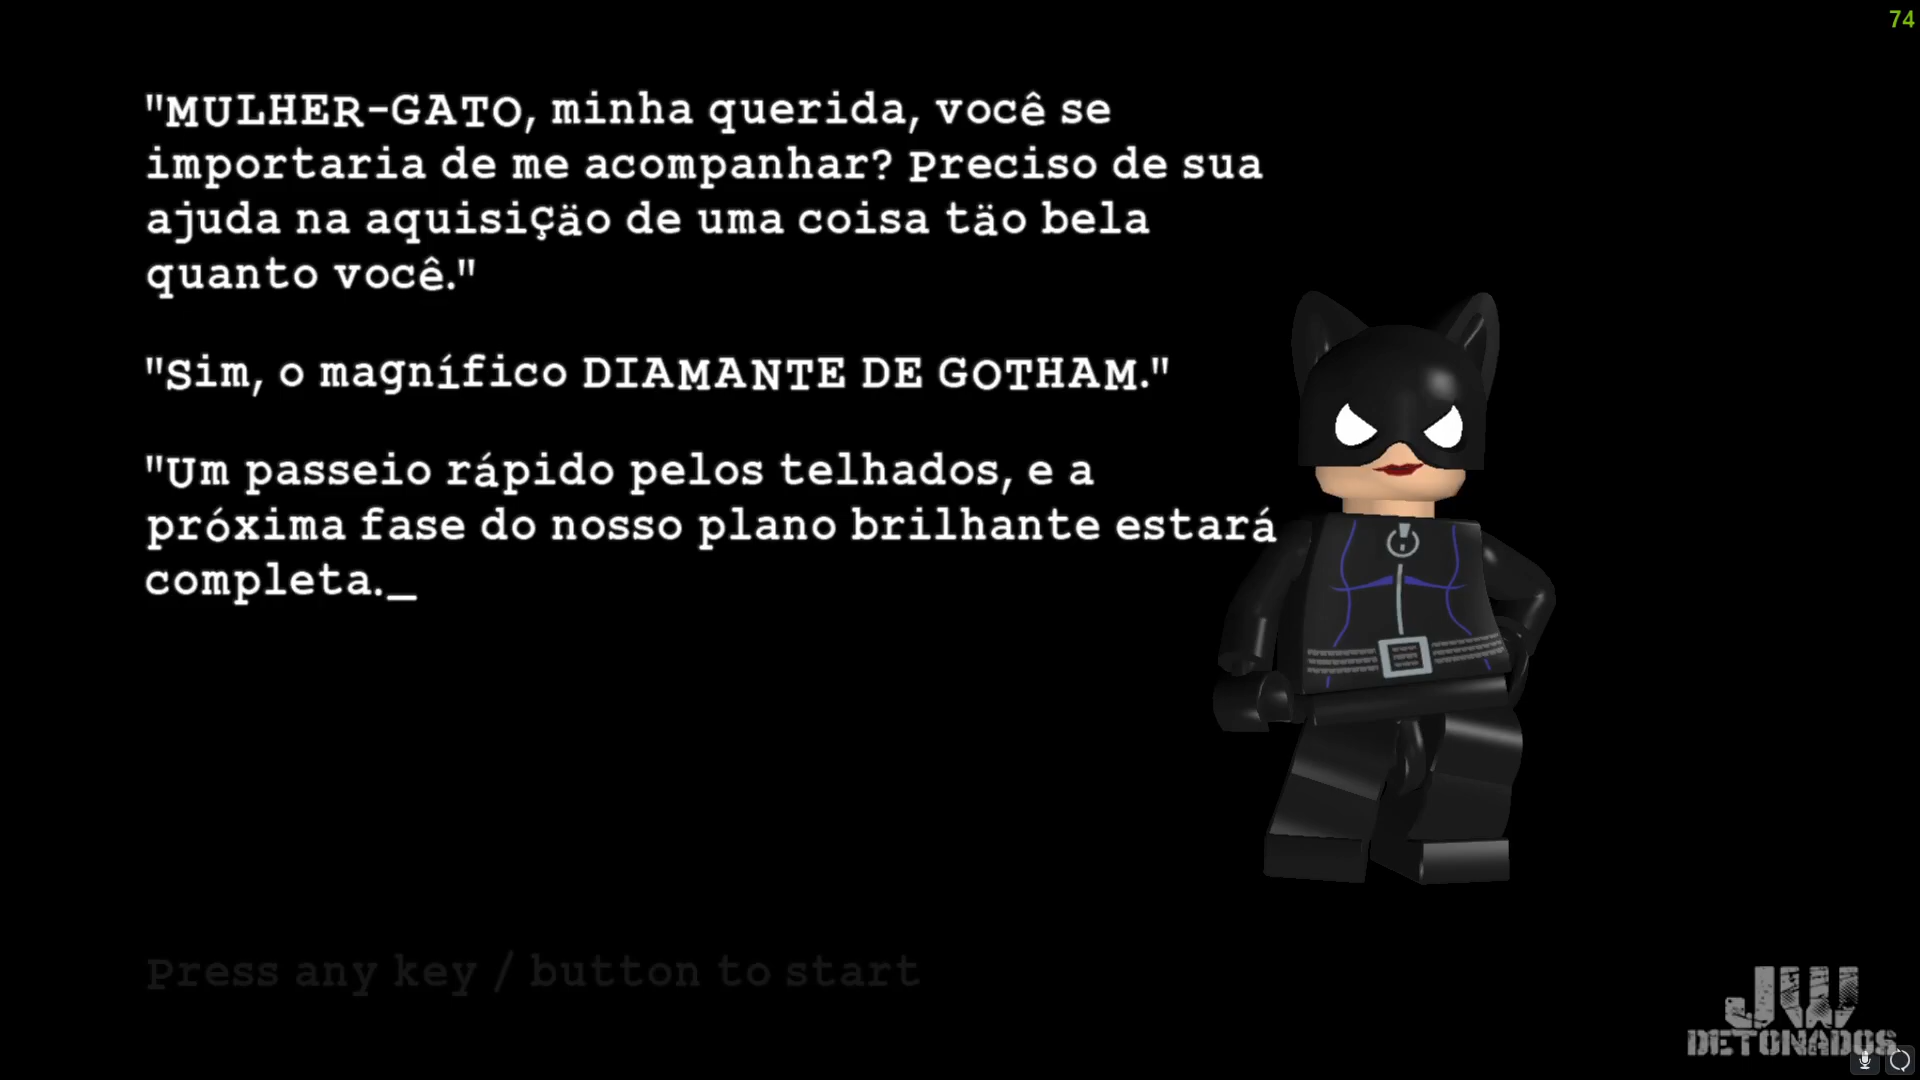 74
"MULHER-GATO, minha querida, você se
importaria de me acompanhar? Preciso de sua
ajuda na aquisiçäo de uma coisa täo bela
quanto você."
"Sim, o magnífico DIAMANTE DE GOTHAM."
"Um passeio rápido pelos telhados, e a
próxima fase do nosso plano brilhante estará
completa._
Press any key / button to start
JW
DETONADOS